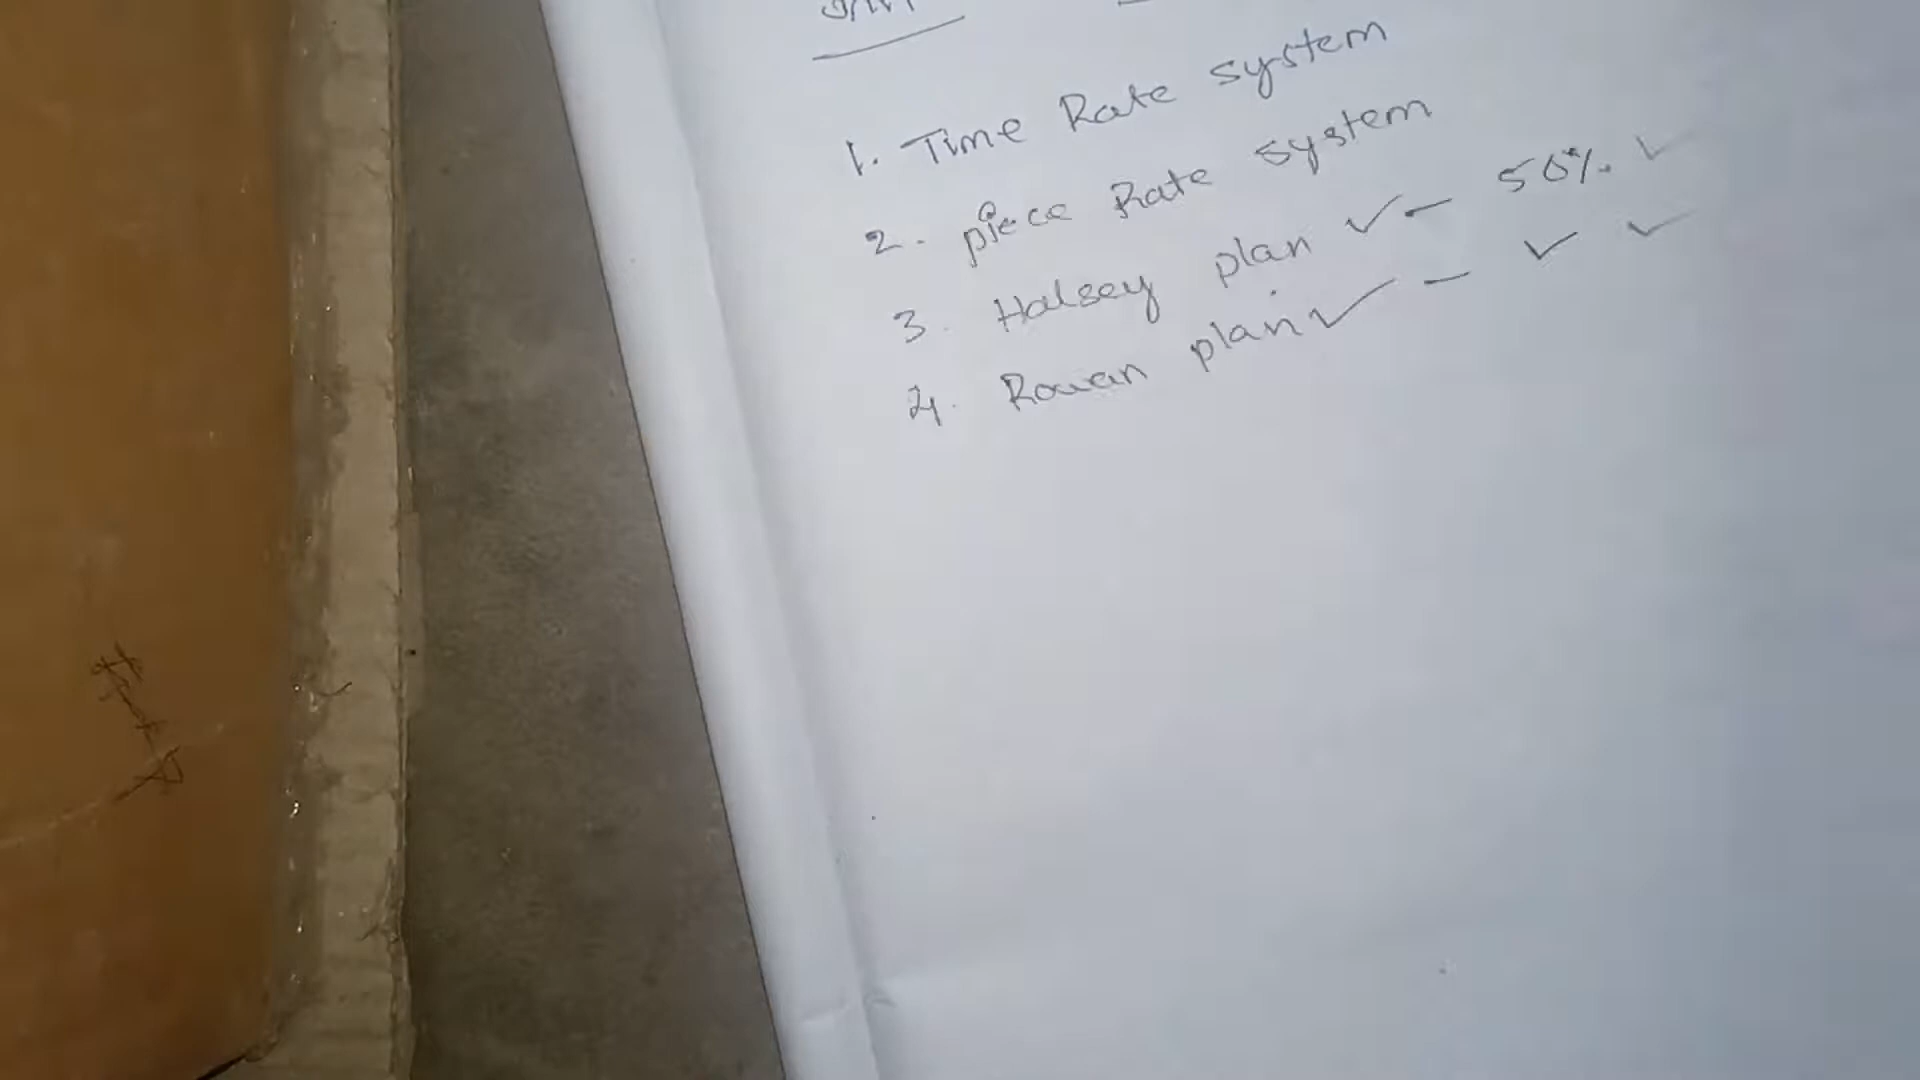 1. Time Rate system
2. piece Rate system
3. Halsey plan ✓ - 50% ✓
4. Rowan plan ✓ - ✓ ✓